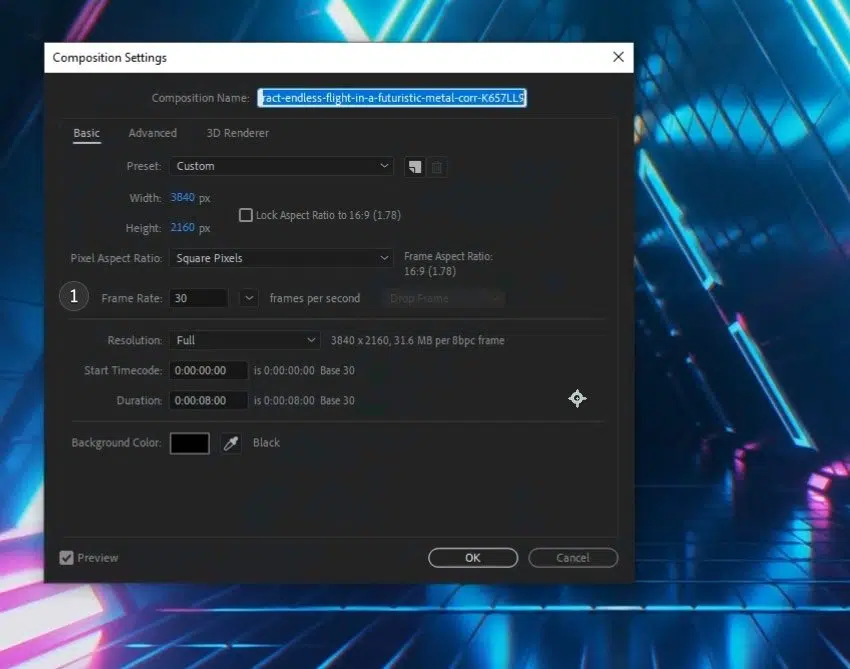 Composition Settings
Composition Name: ract-endless-flight-in-a-futuristic-metal-corr-K657LL9
Basic Advanced 3D Renderer
Preset: Custom
Width: 3840 px
Lock Aspect Ratio to 16:9 (1.78)
Height: 2160 px
Pixel Aspect Ratio: Square Pixels
Frame Aspect Ratio:
16:9 (1.78)
1 Frame Rate: 30 frames per second Drop Frame
Resolution: Full 3840 x 2160, 31.6 MB per 8bpc frame
Start Timecode: 0:00:00:00 is 0:00:00:00 Base 30
Duration: 0:00:08:00 is 0:00:08:00 Base 30
Background Color: Black
Preview OK Cancel